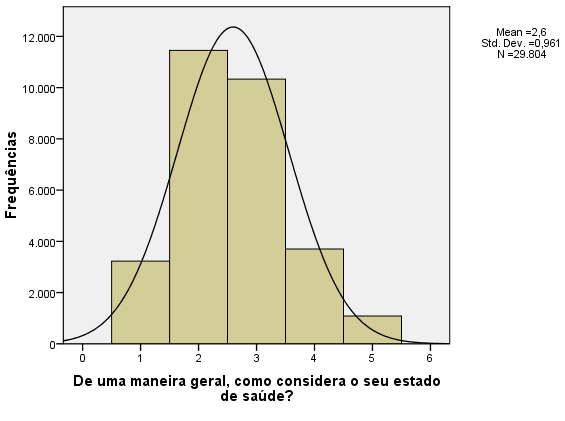 Mean =2,6
Std. Dev. =0,961
N =29.804
Frequências
12.000
10.000
8.000
6.000
4.000
2.000
0
0 1 2 3 4 5 6
De uma maneira geral, como considera o seu estado
de saúde?